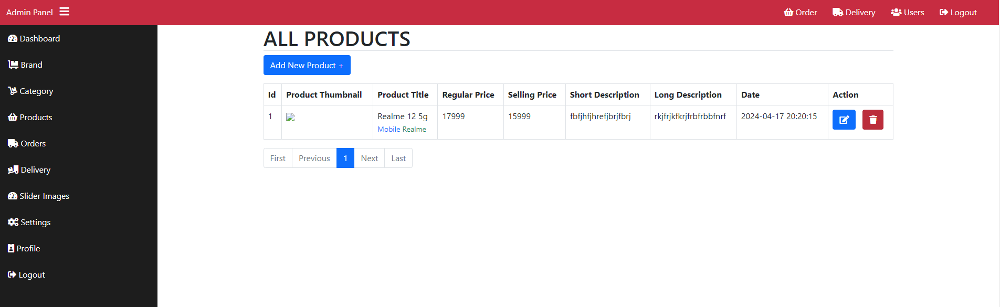 Admin Panel
Order Delivery Users Logout
Dashboard
Brand
Category
Products
Orders
Delivery
Slider Images
Settings
Profile
Logout
ALL PRODUCTS
Add New Product +
Id Product Thumbnail Product Title Regular Price Selling Price Short Description Long Description Date Action
1 Realme 12 5g 17999 15999 fbfjhfjhrefjbrjfbrj rkjfrjkfkrjfrbfrbbfnrf 2024-04-17 20:20:15
Mobile Realme
First Previous 1 Next Last